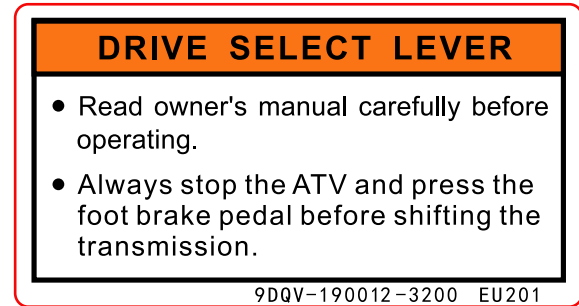 DRIVE SELECT LEVER
• Read owner's manual carefully before
operating.
• Always stop the ATV and press the
foot brake pedal before shifting the
transmission.
9DQV-190012-3200 EU201